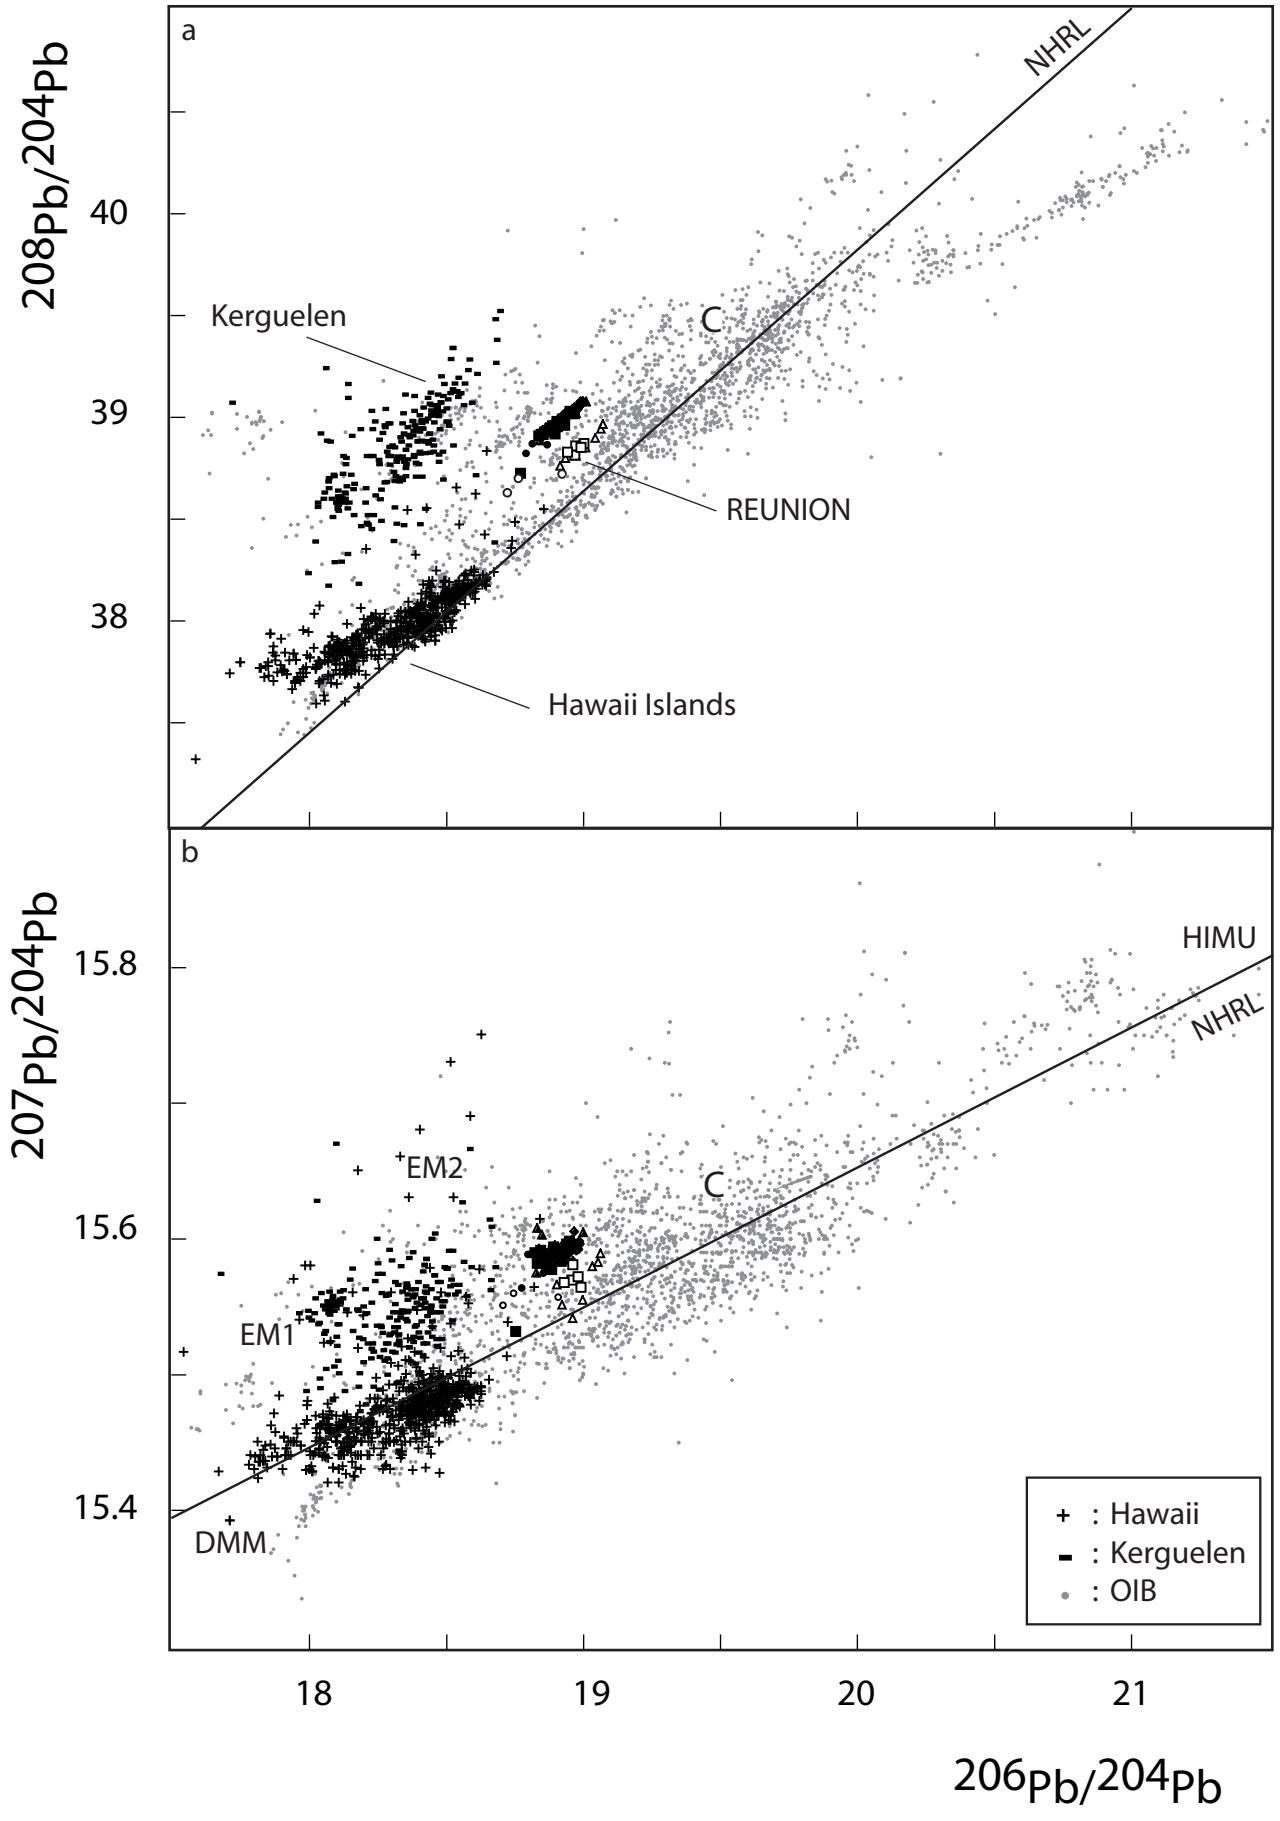 a
NHRL
208Pb/204Pb
40
Kerguelen
C
39
REUNION
38
Hawaii Islands
b
HIMU
NHRL
207Pb/204Pb
15.8
EM2
C
15.6
EM1
15.4
DMM
+ : Hawaii
- : Kerguelen
• : OIB
18 19 20 21
206Pb/204Pb